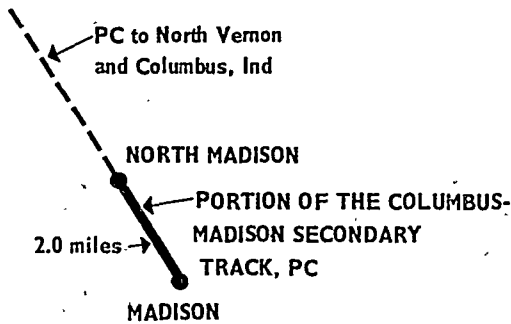 PC to North Vernon
and Columbus, Ind
NORTH MADISON
PORTION OF THE COLUMBUS-
MADISON SECONDARY
TRACK, PC
2.0 miles
MADISON